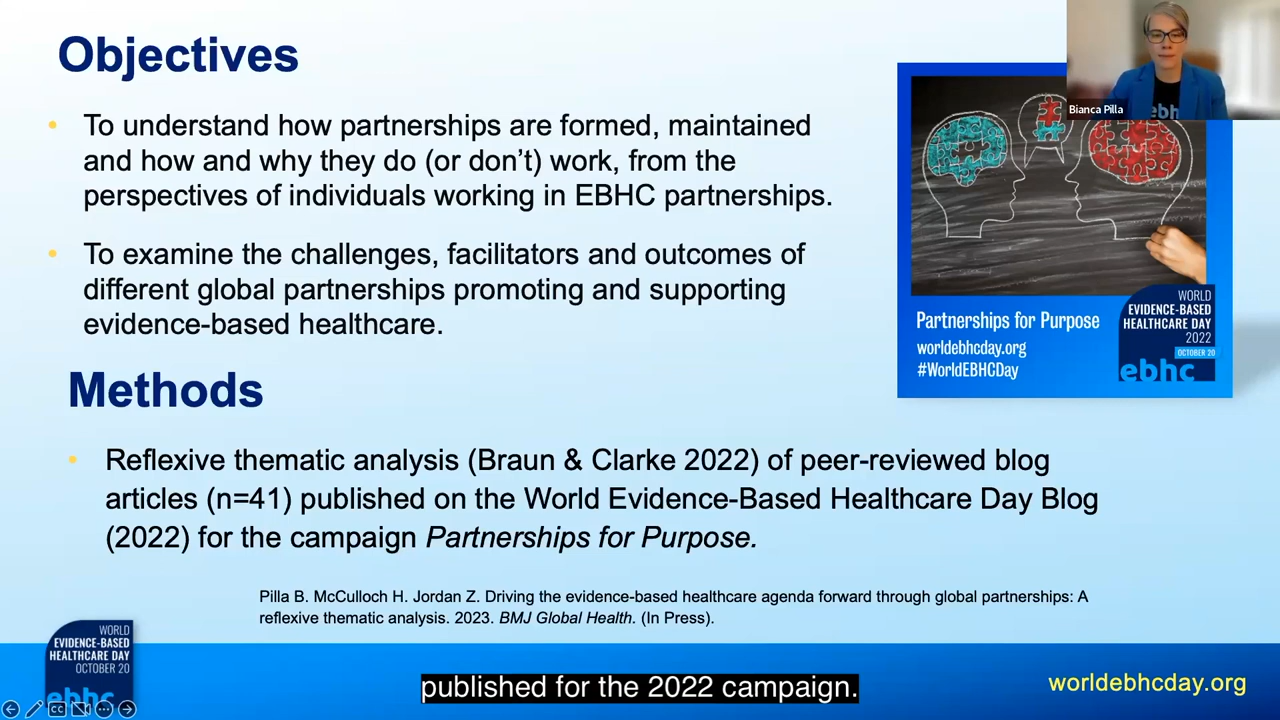 Objectives
• To understand how partnerships are formed, maintained
and how and why they do (or don't) work, from the
perspectives of individuals working in EBHC partnerships.
• To examine the challenges, facilitators and outcomes of
different global partnerships promoting and supporting
evidence-based healthcare.
Methods
• Reflexive thematic analysis (Braun & Clarke 2022) of peer-reviewed blog
articles (n=41) published on the World Evidence-Based Healthcare Day Blog
(2022) for the campaign Partnerships for Purpose.
Pilla B. McCulloch H. Jordan Z. Driving the evidence-based healthcare agenda forward through global partnerships: A
reflexive thematic analysis. 2023. BMJ Global Health. (In Press).
Bianca Pilla
ebhc
Partnerships for Purpose
worldebhcday.org
#WorldEBHCDay
WORLD
EVIDENCE-BASED
HEALTHCARE DAY
2022
OCTOBER 20
ebhc
WORLD
EVIDENCE-BASED
HEALTHCARE DAY
OCTOBER 20
ebhc
CC
published for the 2022 campaign.
worldebhcday.org